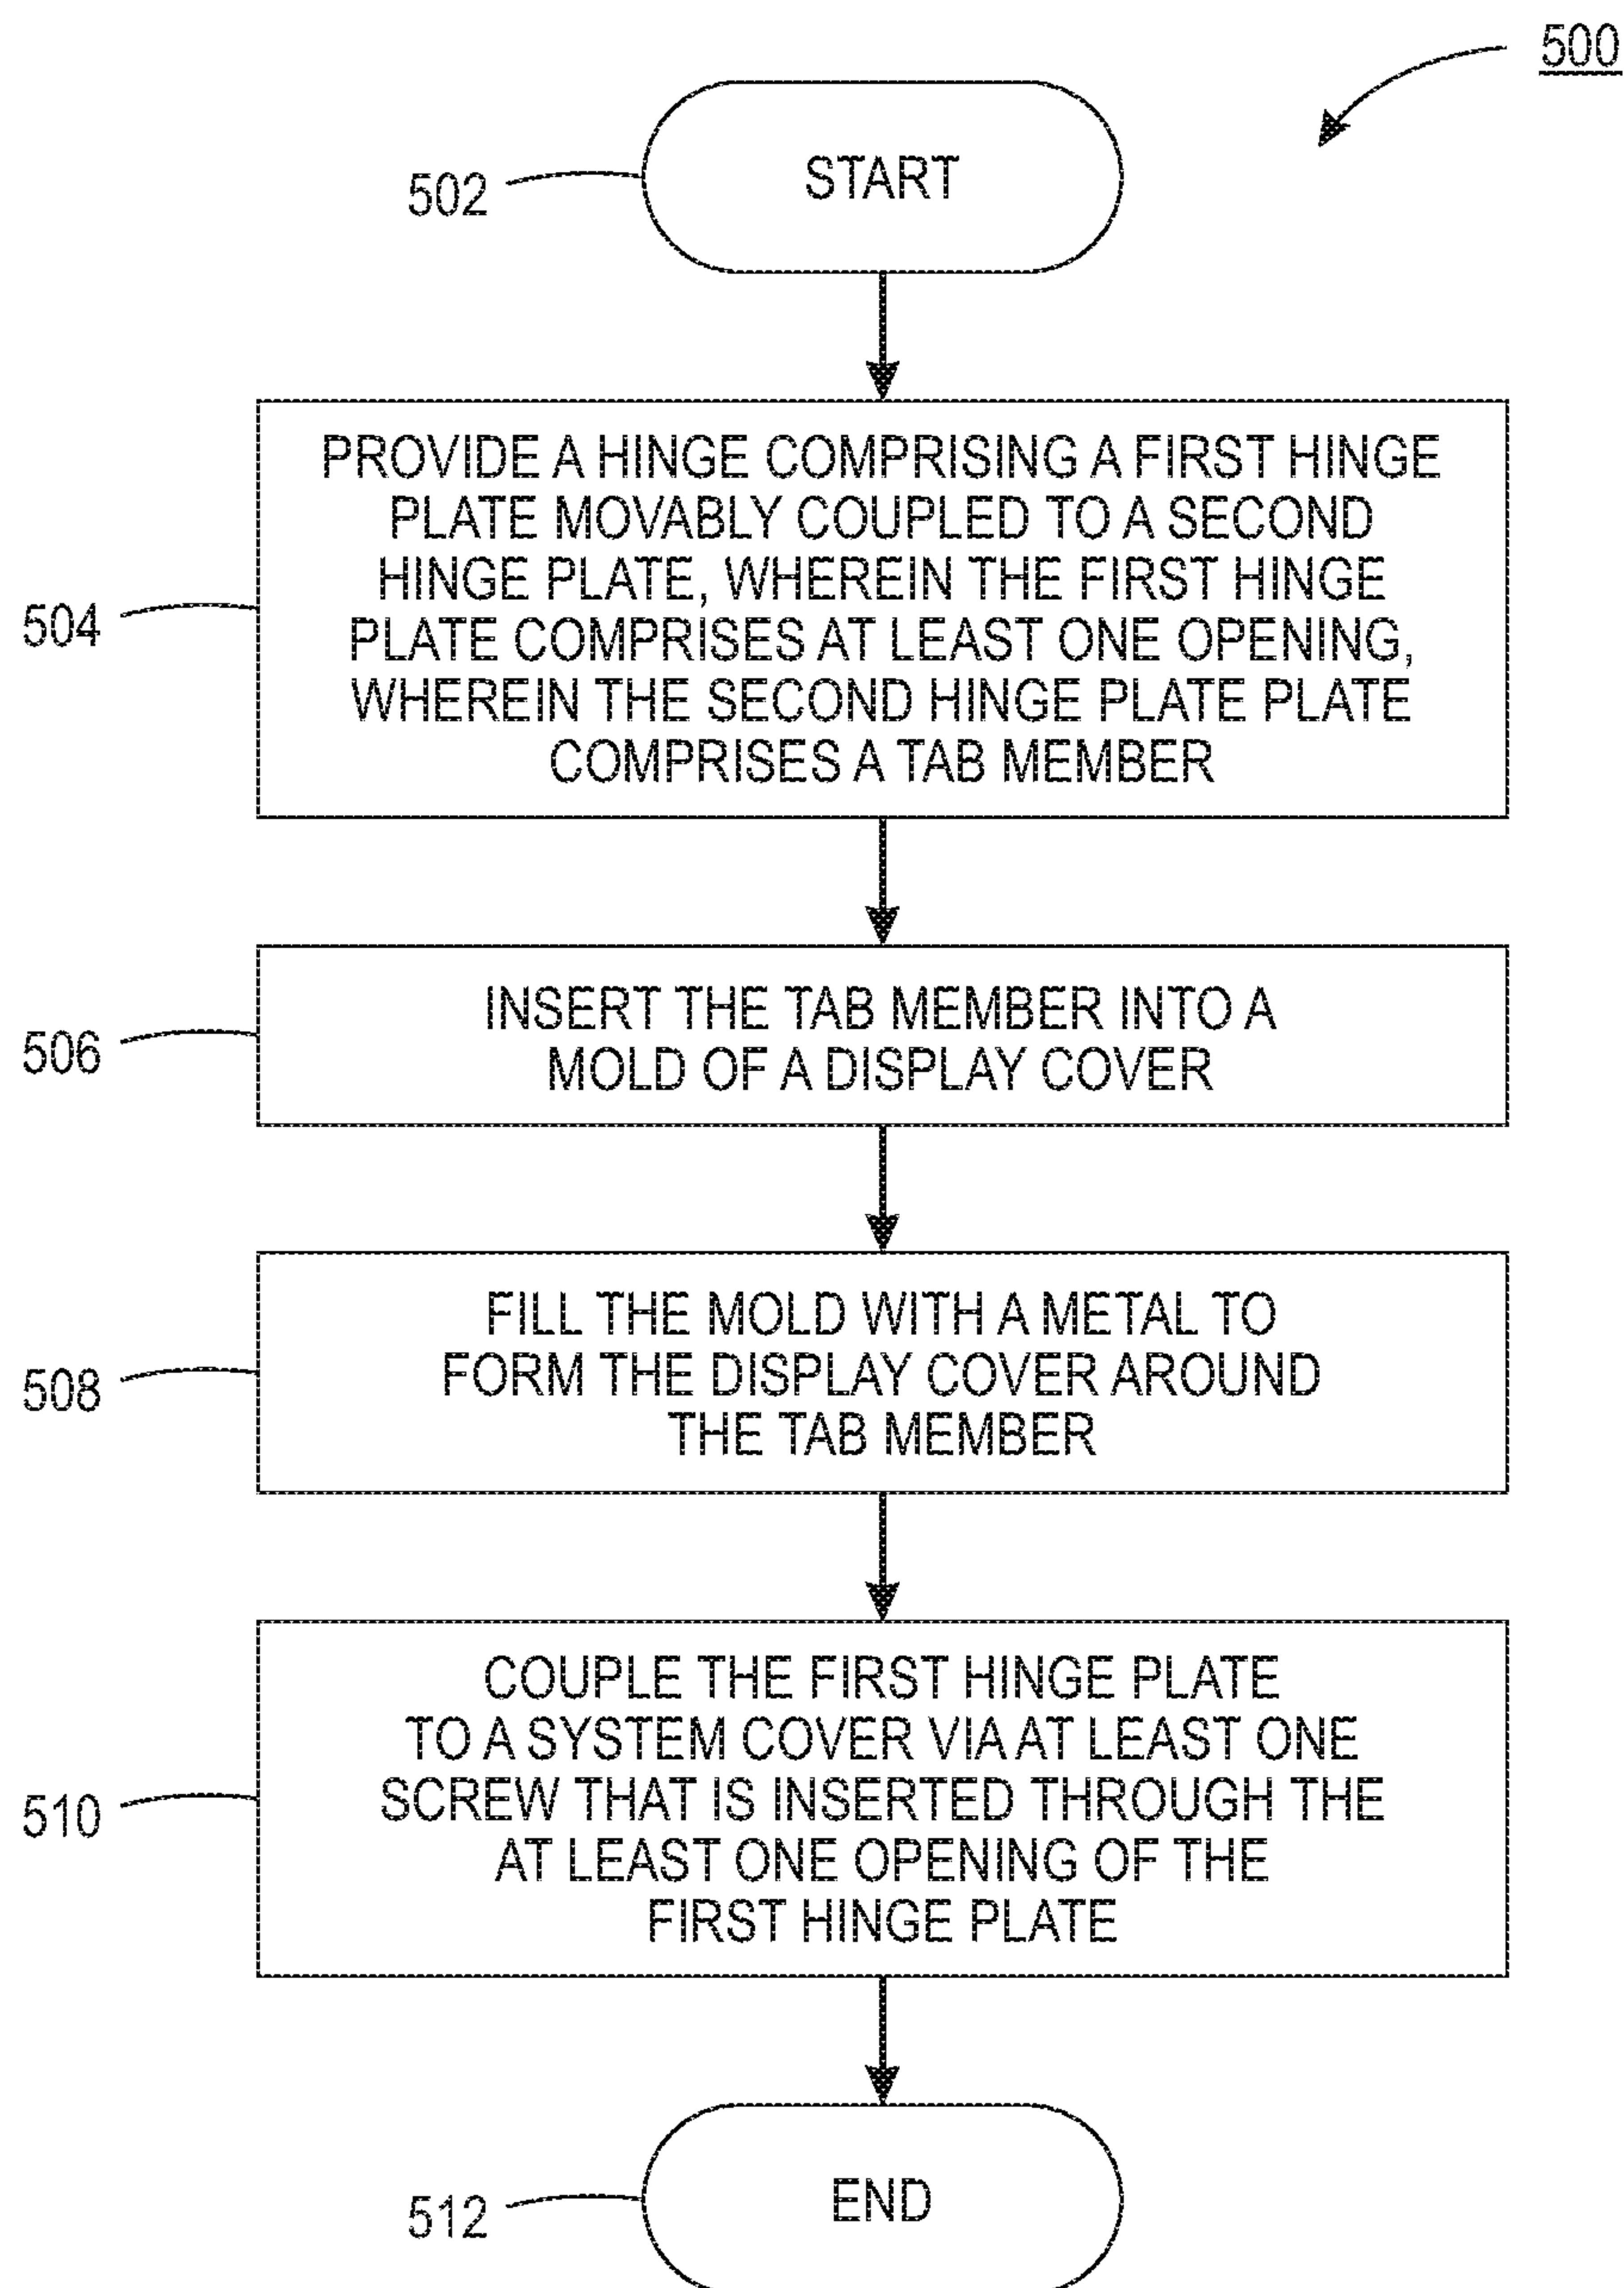 500
502
START
504
PROVIDE A HINGE COMPRISING A FIRST HINGE
PLATE MOVABLY COUPLED TO A SECOND
HINGE PLATE, WHEREIN THE FIRST HINGE
PLATE COMPRISES AT LEAST ONE OPENING,
WHEREIN THE SECOND HINGE PLATE PLATE
COMPRISES A TAB MEMBER
506
INSERT THE TAB MEMBER INTO A
MOLD OF A DISPLAY COVER
508
FILL THE MOLD WITH A METAL TO
FORM THE DISPLAY COVER AROUND
THE TAB MEMBER
510
COUPLE THE FIRST HINGE PLATE
TO A SYSTEM COVER VIA AT LEAST ONE
SCREW THAT IS INSERTED THROUGH THE
AT LEAST ONE OPENING OF THE
FIRST HINGE PLATE
512
END